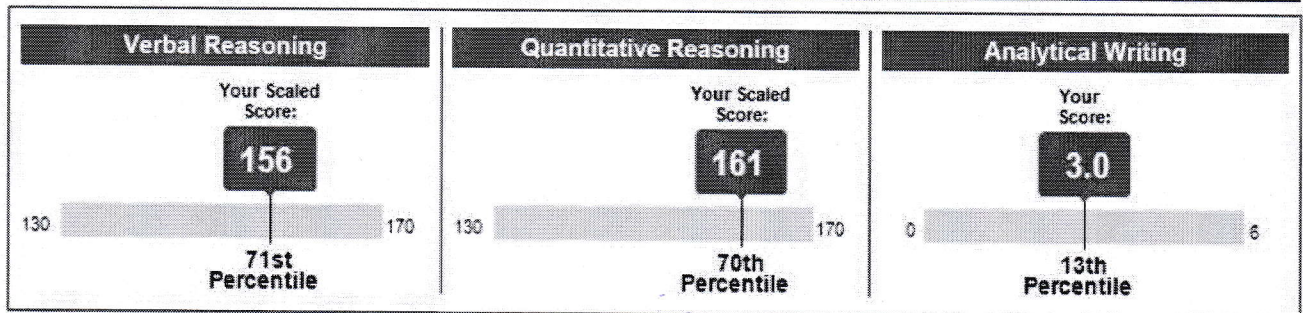 Verbal Reasoning
Your Scaled
Score:
156
130
170
71st
Percentile
Quantitative Reasoning
Your Scaled
Score:
161
130
170
70th
Percentile
Analytical Writing
Your
Score:
3.0
0
6
13th
Percentile